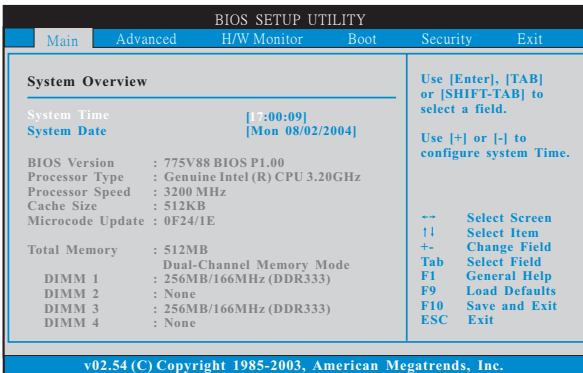 BIOS SETUP UTILITY
Main Advanced H/W Monitor Boot Security Exit
System Overview
System Time [17:00:09]
System Date [Mon 08/02/2004]
BIOS Version : 775V88 BIOS P1.00
Processor Type : Genuine Intel (R) CPU 3.20GHz
Processor Speed : 3200 MHz
Cache Size : 512KB
Microcode Update : 0F24/1E
Total Memory : 512MB
Dual-Channel Memory Mode
DIMM 1 : 256MB/166MHz (DDR333)
DIMM 2 : None
DIMM 3 : 256MB/166MHz (DDR333)
DIMM 4 : None
Use [Enter], [TAB]
or [SHIFT-TAB] to
select a field.
Use [+] or [-] to
configure system Time.
←→ Select Screen
↑↓ Select Item
+- Change Field
Tab Select Field
F1 General Help
F9 Load Defaults
F10 Save and Exit
ESC Exit
v02.54 (C) Copyright 1985-2003, American Megatrends, Inc.